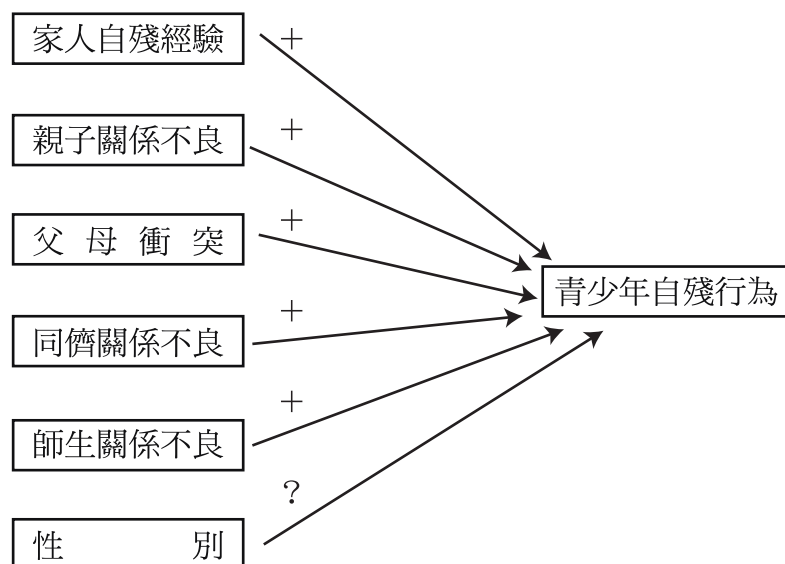 家人自殘經驗
+
親子關係不良
+
父母衝突
+
青少年自殘行為
同儕關係不良
+
師生關係不良
+
性別
?